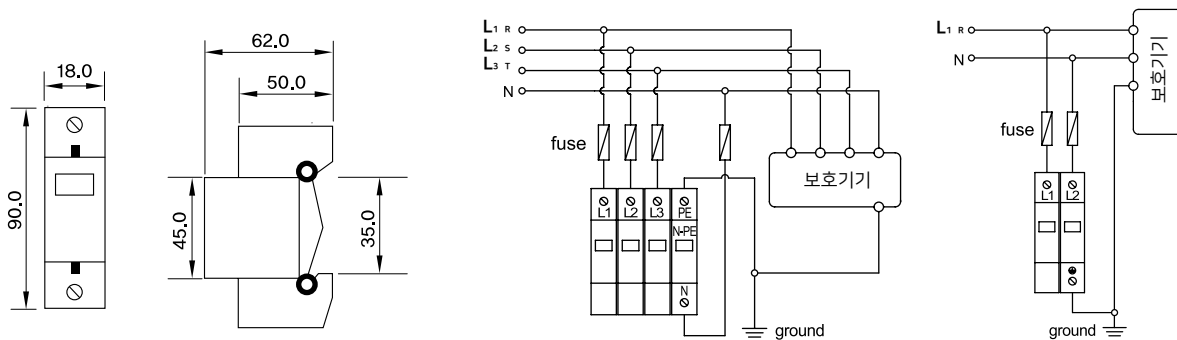 18.0
90.0
62.0
50.0
45.0
35.0
L1 R
L2 S
L3 T
N
fuse
보호기기
L1
L2
L3
PE
N-PE
N
ground
L1 R
N
보호기기
fuse
L1
L2
ground